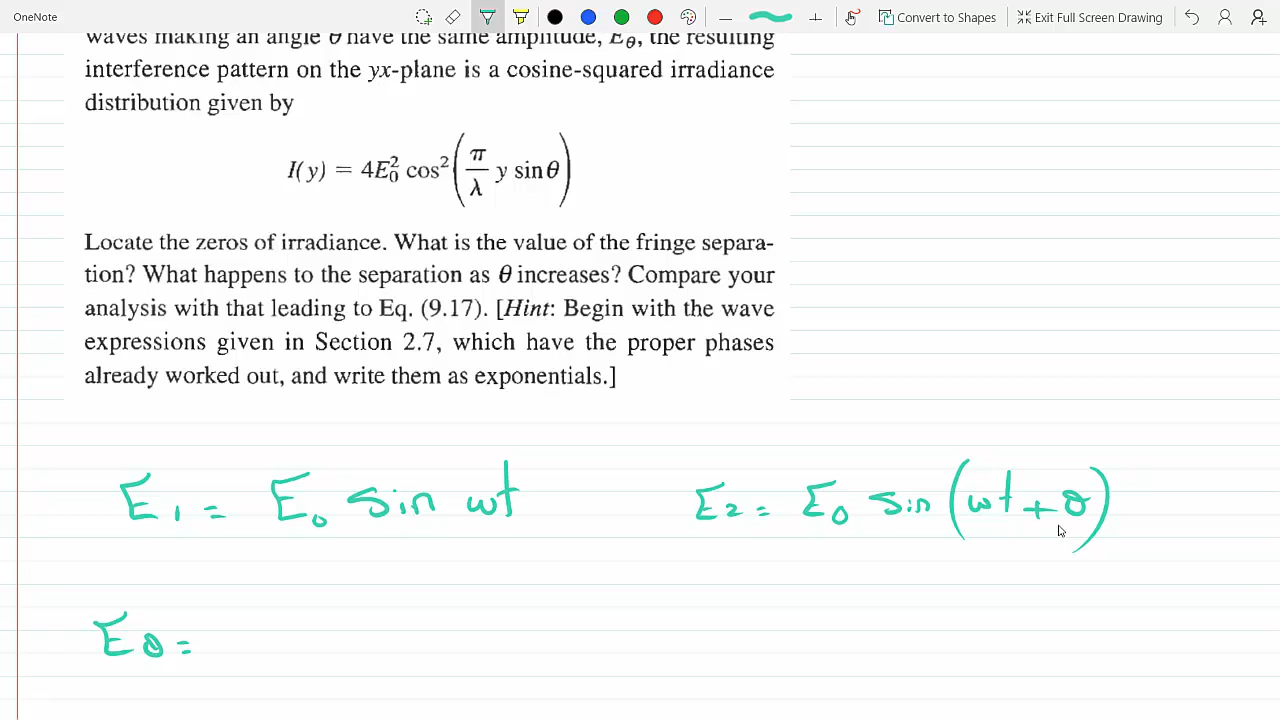 OneNote
Convert to Shapes
Exit Full Screen Drawing
waves making an angle θ have the same amplitude, Eθ, the resulting
interference pattern on the yx-plane is a cosine-squared irradiance
distribution given by
I(y) = 4E₀² cos² (π/λ y sin θ)
Locate the zeros of irradiance. What is the value of the fringe separa-
tion? What happens to the separation as θ increases? Compare your
analysis with that leading to Eq. (9.17). [Hint: Begin with the wave
expressions given in Section 2.7, which have the proper phases
already worked out, and write them as exponentials.]
E₁ = E₀ sin wt
E₂ = E₀ sin (wt + θ)
Eθ =